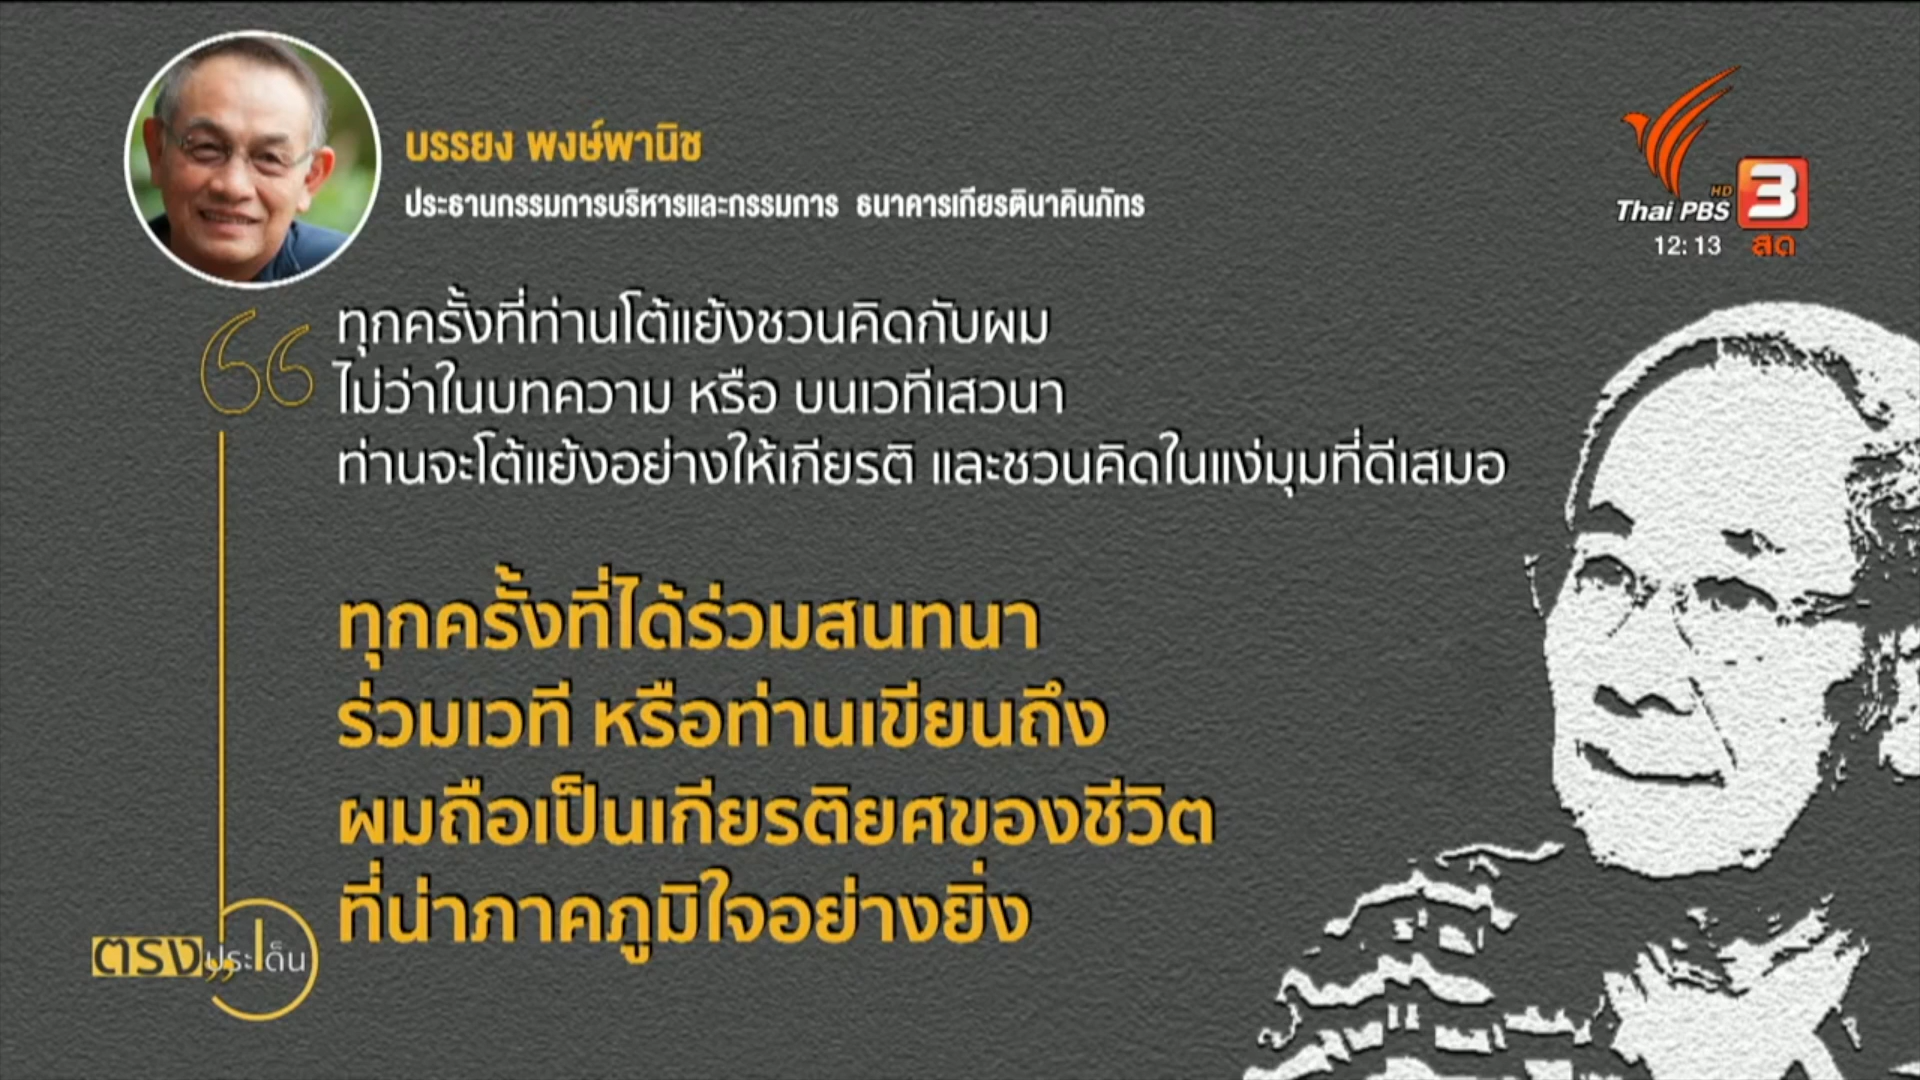 บรรยง พงษ์พานิช
ประธานกรรมการบริหารและกรรมการ ธนาคารเกียรตินาคินภัทร
HD
Thai PBS 3
12:13 สด
ทุกครั้งที่ท่านโต้แย้งชวนคิดกับผม
ไม่ว่าในบทความ หรือ บนเวทีเสวนา
ท่านจะโต้แย้งอย่างให้เกียรติ และชวนคิดในแง่มุมที่ดีเสมอ
ทุกครั้งที่ได้ร่วมสนทนา
ร่วมเวที หรือท่านเขียนถึง
ผมถือเป็นเกียรติยศของชีวิต
ที่น่าภาคภูมิใจอย่างยิ่ง
ตรงประเด็น